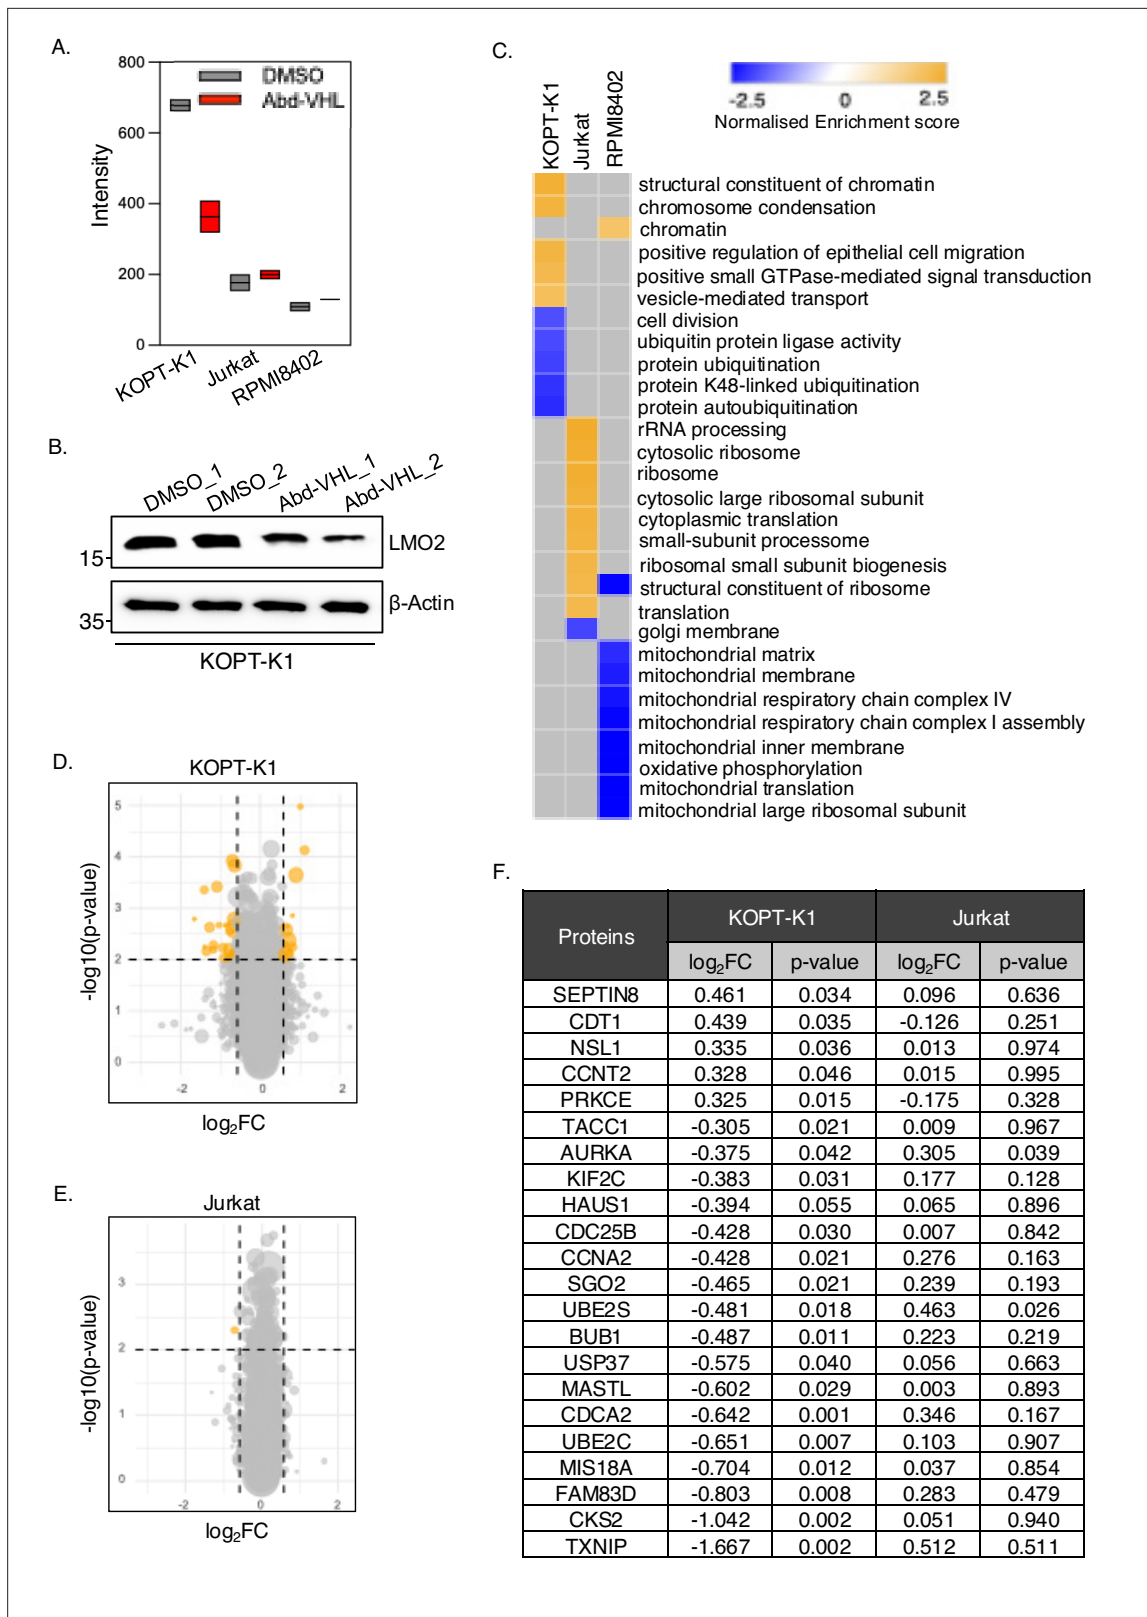 A.
800
600
400
200
0
Intensity
DMSO
Abd-VHL
KOPT-K1
Jurkat
RPMI8402
B.
DMSO_1
DMSO_2
Abd-VHL_1
Abd-VHL_2
15
LMO2
35
β-Actin
KOPT-K1
C.
-2.5 0 2.5
Normalised Enrichment score
KOPT-K1
Jurkat
RPMI8402
structural constituent of chromatin
chromosome condensation
chromatin
positive regulation of epithelial cell migration
positive small GTPase-mediated signal transduction
vesicle-mediated transport
cell division
ubiquitin protein ligase activity
protein ubiquitination
protein K48-linked ubiquitination
protein autoubiquitination
rRNA processing
cytosolic ribosome
ribosome
cytosolic large ribosomal subunit
cytoplasmic translation
small-subunit processome
ribosomal small subunit biogenesis
structural constituent of ribosome
translation
golgi membrane
mitochondrial matrix
mitochondrial membrane
mitochondrial respiratory chain complex IV
mitochondrial respiratory chain complex I assembly
mitochondrial inner membrane
oxidative phosphorylation
mitochondrial translation
mitochondrial large ribosomal subunit
D.
KOPT-K1
5
4
3
2
1
0
-log10(p-value)
-2 0 2
log₂FC
E.
Jurkat
3
2
1
0
-log10(p-value)
-2 0 2
log₂FC
F.
Proteins KOPT-K1 Jurkat
log₂FC p-value log₂FC p-value
SEPTIN8 0.461 0.034 0.096 0.636
CDT1 0.439 0.035 -0.126 0.251
NSL1 0.335 0.036 0.013 0.974
CCNT2 0.328 0.046 0.015 0.995
PRKCE 0.325 0.015 -0.175 0.328
TACC1 -0.305 0.021 0.009 0.967
AURKA -0.375 0.042 0.305 0.039
KIF2C -0.383 0.031 0.177 0.128
HAUS1 -0.394 0.055 0.065 0.896
CDC25B -0.428 0.030 0.007 0.842
CCNA2 -0.428 0.021 0.276 0.163
SGO2 -0.465 0.021 0.239 0.193
UBE2S -0.481 0.018 0.463 0.026
BUB1 -0.487 0.011 0.223 0.219
USP37 -0.575 0.040 0.056 0.663
MASTL -0.602 0.029 0.003 0.893
CDCA2 -0.642 0.001 0.346 0.167
UBE2C -0.651 0.007 0.103 0.907
MIS18A -0.704 0.012 0.037 0.854
FAM83D -0.803 0.008 0.283 0.479
CKS2 -1.042 0.002 0.051 0.940
TXNIP -1.667 0.002 0.512 0.511